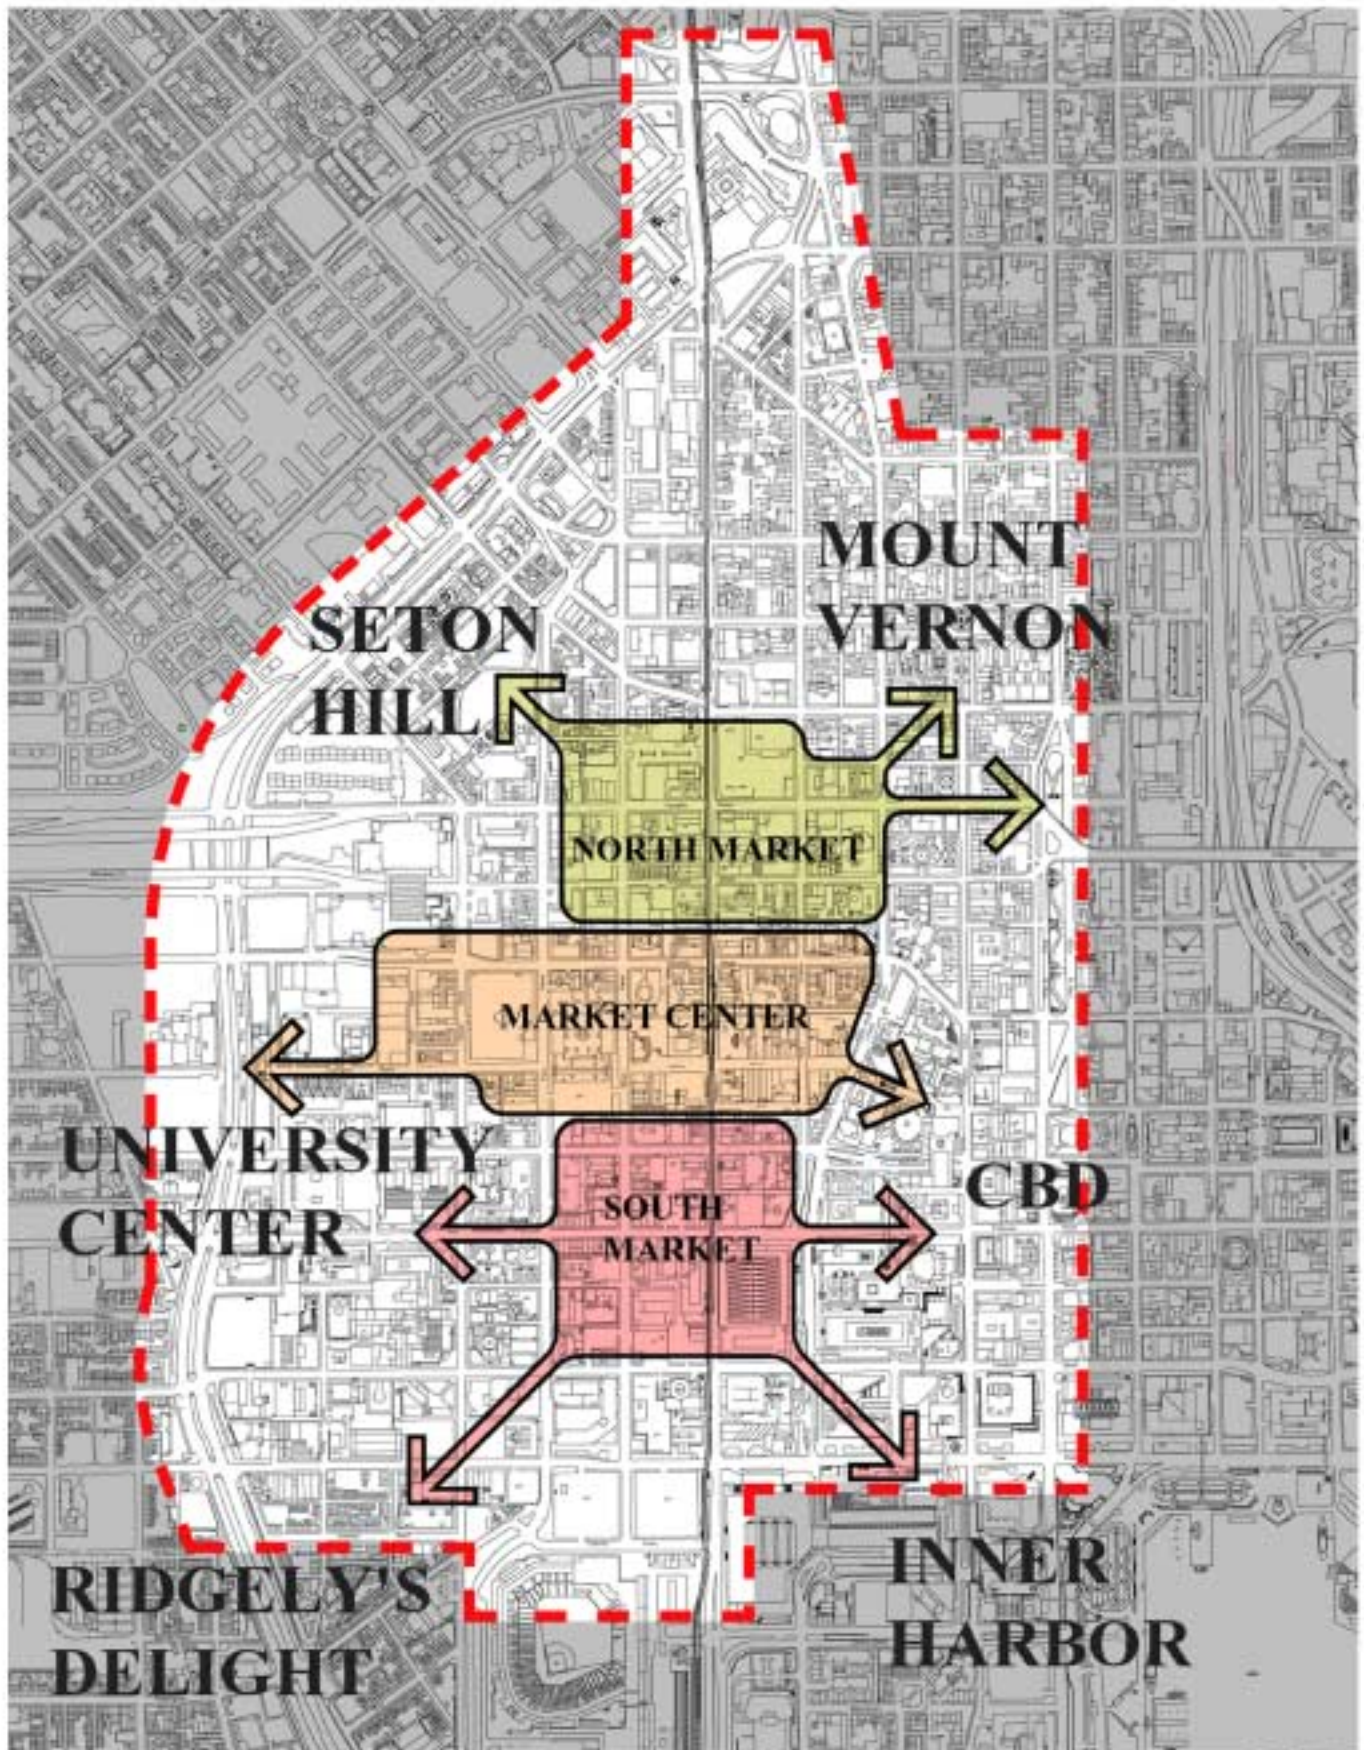 MOUNT
VERNON
SETON
HILL
NORTH MARKET
MARKET CENTER
UNIVERSITY
CENTER
SOUTH
MARKET
CBD
RIDGELY'S
DELIGHT
INNER
HARBOR